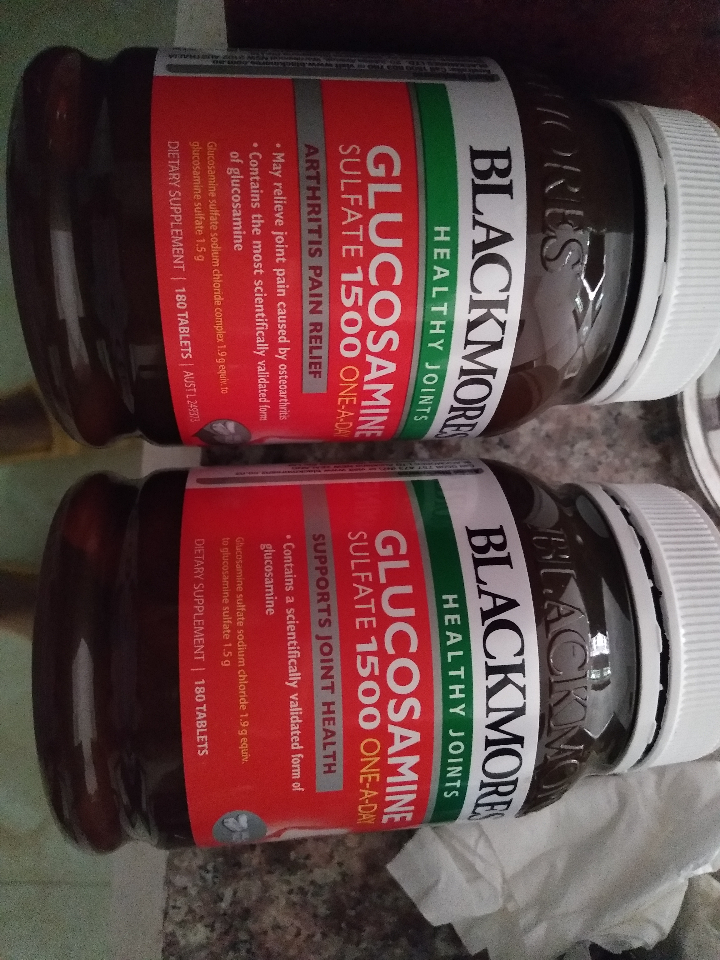 BLACKMORES
HEALTHY JOINTS
GLUCOSAMINE
SULFATE 1500 ONE-A-DAY
ARTHRITIS PAIN RELIEF
• May relieve joint pain caused by osteoarthritis
• Contains the most scientifically validated form
of glucosamine
Glucosamine sulfate sodium chloride complex 1.9 g equiv. to
glucosamine sulfate 1.5 g
DIETARY SUPPLEMENT | 180 TABLETS | AUST L
BLACKMORES
HEALTHY JOINTS
GLUCOSAMINE
SULFATE 1500 ONE-A-DAY
SUPPORTS JOINT HEALTH
• Contains a scientifically validated form of
glucosamine
Glucosamine sulfate sodium chloride 1.9 g equiv.
to glucosamine sulfate 1.5 g
DIETARY SUPPLEMENT | 180 TABLETS